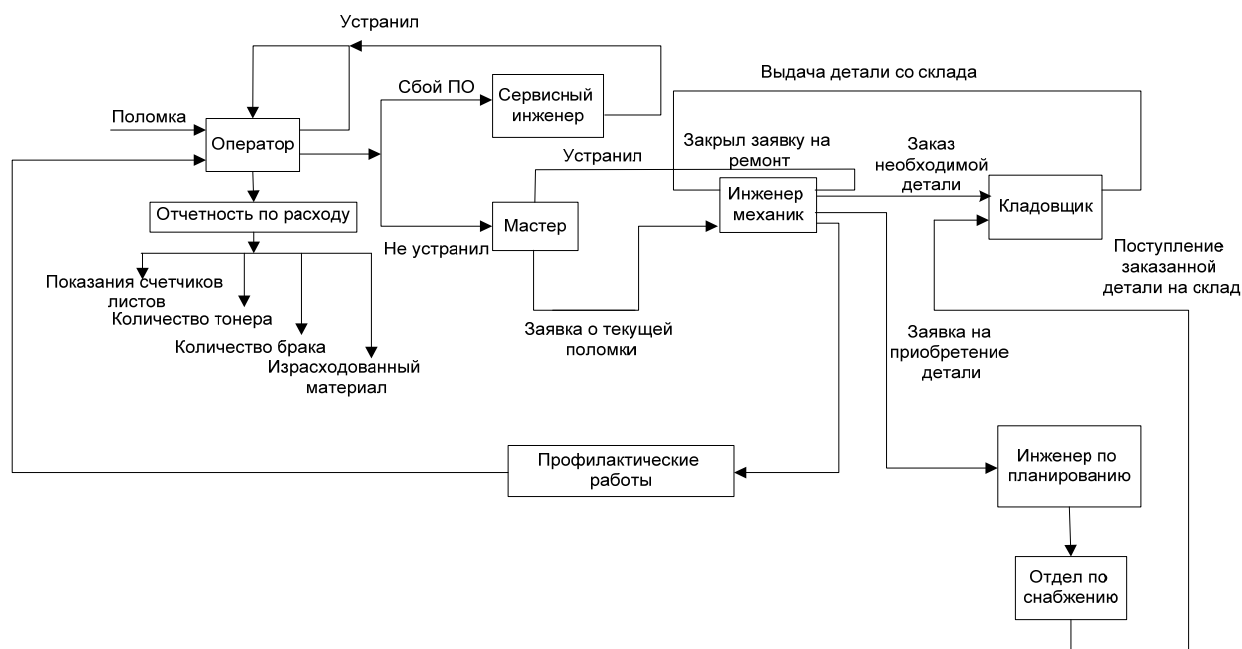 Устранил
Выдача детали со склада
Сбой ПО
Сервисный
инженер
Поломка
Оператор
Устранил
Закрыл заявку на
ремонт
Заказ
необходимой
детали
Инженер
механик
Кладовщик
Отчетность по расходу
Мастер
Не устранил
Поступление
заказанной
детали на склад
Показания счетчиков
листов
Количество тонера
Количество брака
Израсходованный
материал
Заявка о текущей
поломки
Заявка на
приобретение
детали
Профилактические
работы
Инженер по
планированию
Отдел по
снабжению